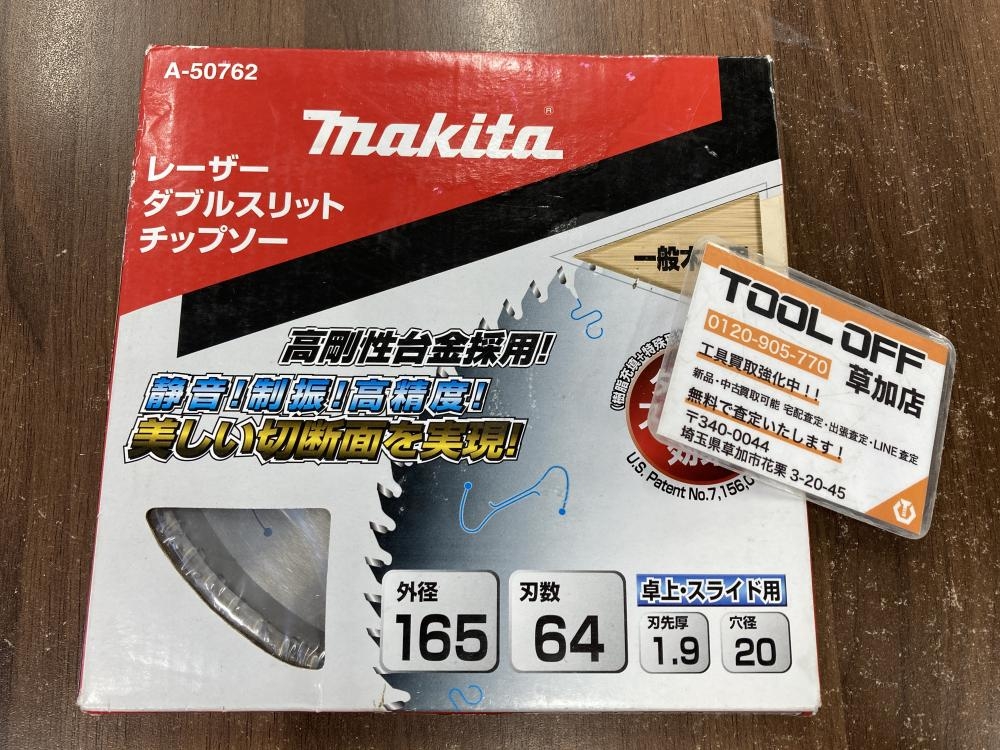 A-50762
makita®
レーザー
ダブルスリット
チップソー
一般木
高剛性台金採用!
静音!制振!高精度!
美しい切断面を実現!
U.S. Patent No.7,156,0
外径
165
刃数
64
卓上・スライド用
刃先厚
1.9
穴径
20
TOOL OFF
0120-905-770
草加店
工具買取強化中!!
新品・中古買取可能 宅配査定・出張査定・LINE査定
無料で査定いたします!
〒340-0044
埼玉県草加市花栗 3-20-45